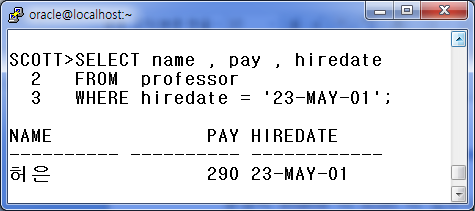 oracle@localhost:~
SCOTT>SELECT name , pay , hiredate
2 FROM professor
3 WHERE hiredate = '23-MAY-01';
NAME PAY HIREDATE
---------- ---------- ------------
허은 290 23-MAY-01